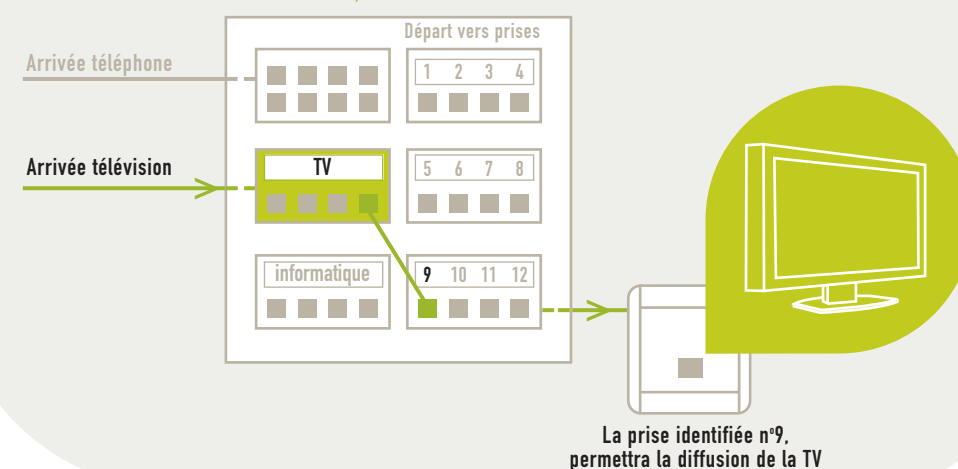 Départ vers prises
Arrivée téléphone
1 2 3 4
Arrivée télévision
TV
5 6 7 8
informatique
9 10 11 12
La prise identifiée n°9,
permettra la diffusion de la TV